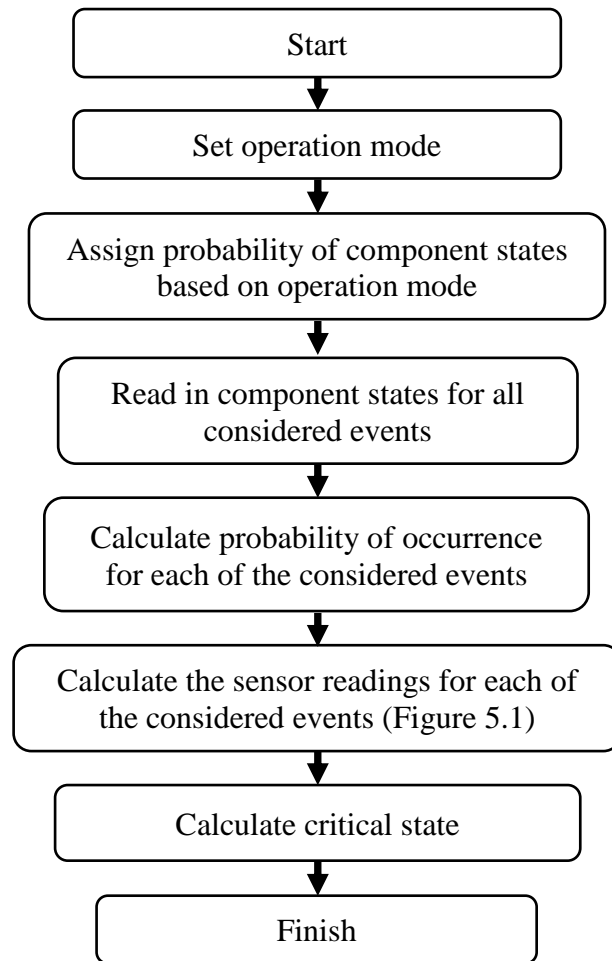 Start
Set operation mode
Assign probability of component states
based on operation mode
Read in component states for all
considered events
Calculate probability of occurrence
for each of the considered events
Calculate the sensor readings for each of
the considered events (Figure 5.1)
Calculate critical state
Finish